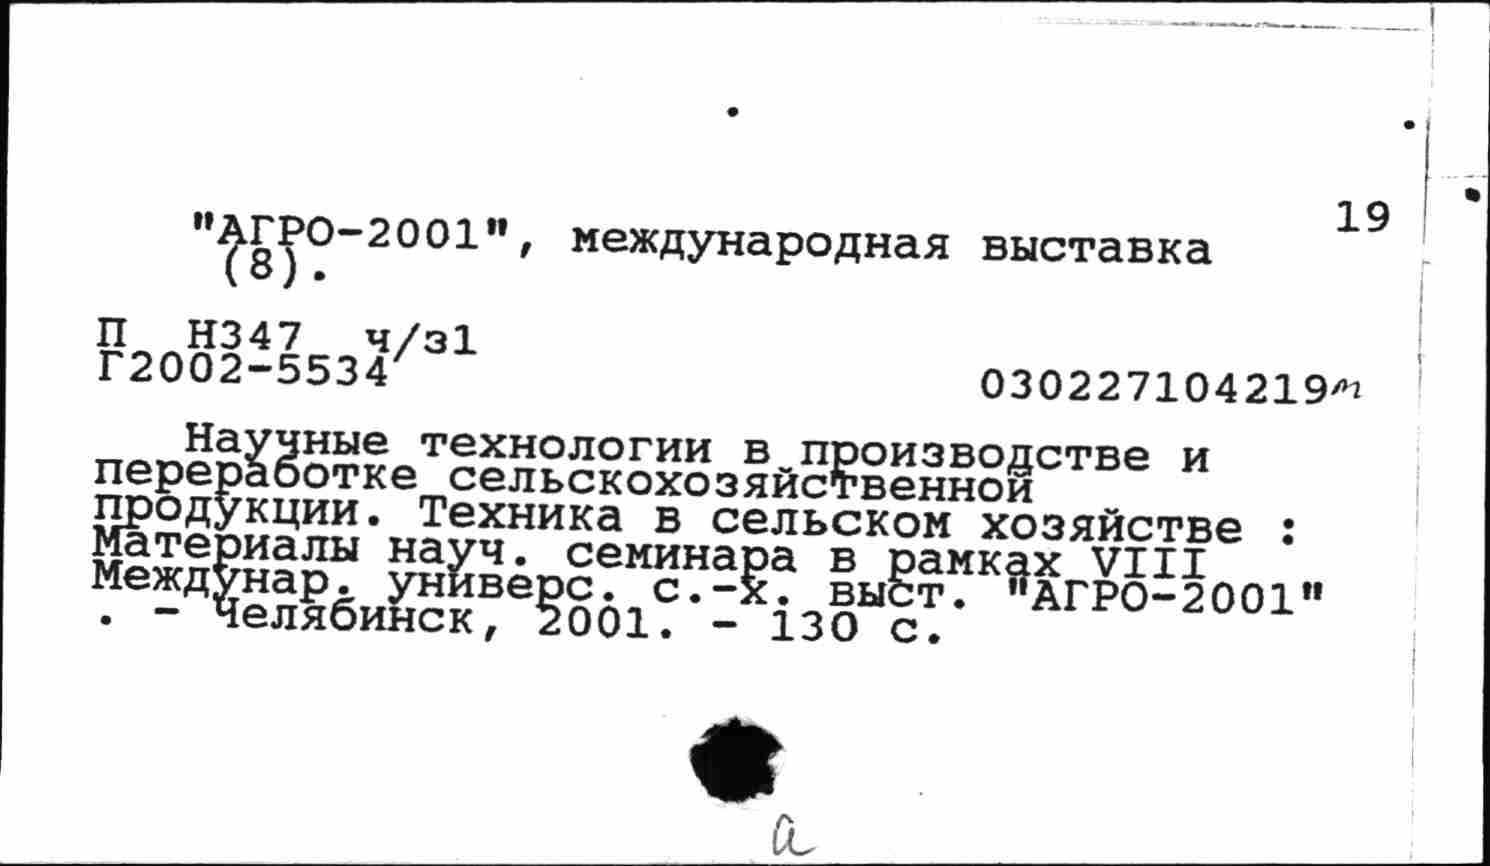 19
"АГРО-2001", международная выставка
(8).
П Н347 ч/з1
Г2002-5534
030227104219m
Научные технологии в производстве и
переработке сельскохозяйственной
продукции. Техника в сельском хозяйстве :
Материалы науч. семинара в рамках VIII
Междунар. универс. с.-х. выст. "АГРО-2001"
. - Челябинск, 2001. - 130 с.
а